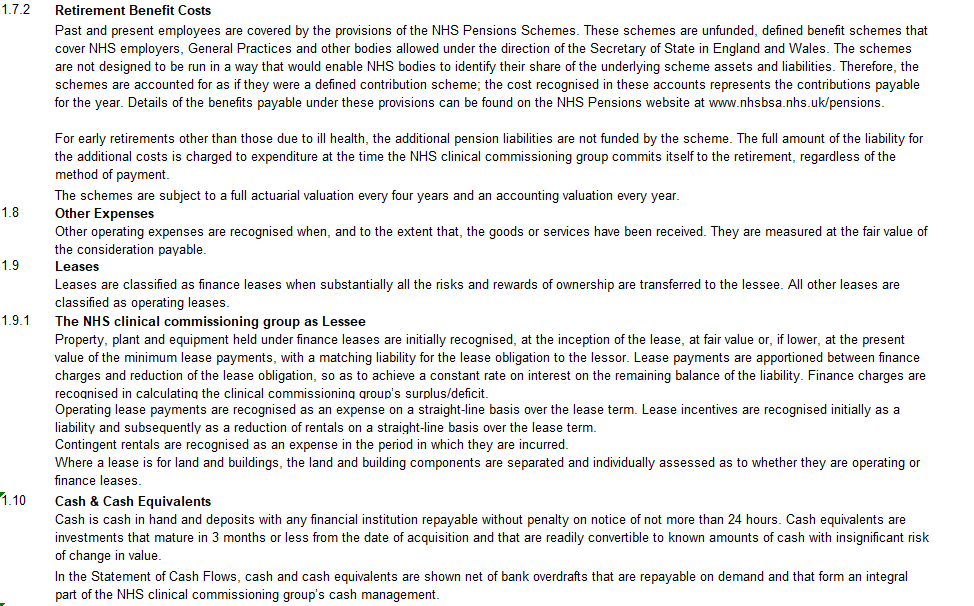 1.7.2 Retirement Benefit Costs
Past and present employees are covered by the provisions of the NHS Pensions Schemes. These schemes are unfunded, defined benefit schemes that
cover NHS employers, General Practices and other bodies allowed under the direction of the Secretary of State in England and Wales. The schemes
are not designed to be run in a way that would enable NHS bodies to identify their share of the underlying scheme assets and liabilities. Therefore, the
schemes are accounted for as if they were a defined contribution scheme; the cost recognised in these accounts represents the contributions payable
for the year. Details of the benefits payable under these provisions can be found on the NHS Pensions website at www.nhsbsa.nhs.uk/pensions.
For early retirements other than those due to ill health, the additional pension liabilities are not funded by the scheme. The full amount of the liability for
the additional costs is charged to expenditure at the time the NHS clinical commissioning group commits itself to the retirement, regardless of the
method of payment.
The schemes are subject to a full actuarial valuation every four years and an accounting valuation every year.
1.8 Other Expenses
Other operating expenses are recognised when, and to the extent that, the goods or services have been received. They are measured at the fair value of
the consideration payable.
1.9 Leases
Leases are classified as finance leases when substantially all the risks and rewards of ownership are transferred to the lessee. All other leases are
classified as operating leases.
1.9.1 The NHS clinical commissioning group as Lessee
Property, plant and equipment held under finance leases are initially recognised, at the inception of the lease, at fair value or, if lower, at the present
value of the minimum lease payments, with a matching liability for the lease obligation to the lessor. Lease payments are apportioned between finance
charges and reduction of the lease obligation, so as to achieve a constant rate on interest on the remaining balance of the liability. Finance charges are
recognised in calculating the clinical commissioning group's surplus/deficit.
Operating lease payments are recognised as an expense on a straight-line basis over the lease term. Lease incentives are recognised initially as a
liability and subsequently as a reduction of rentals on a straight-line basis over the lease term.
Contingent rentals are recognised as an expense in the period in which they are incurred.
Where a lease is for land and buildings, the land and building components are separated and individually assessed as to whether they are operating or
finance leases.
1.10 Cash & Cash Equivalents
Cash is cash in hand and deposits with any financial institution repayable without penalty on notice of not more than 24 hours. Cash equivalents are
investments that mature in 3 months or less from the date of acquisition and that are readily convertible to known amounts of cash with insignificant risk
of change in value.
In the Statement of Cash Flows, cash and cash equivalents are shown net of bank overdrafts that are repayable on demand and that form an integral
part of the NHS clinical commissioning group's cash management.